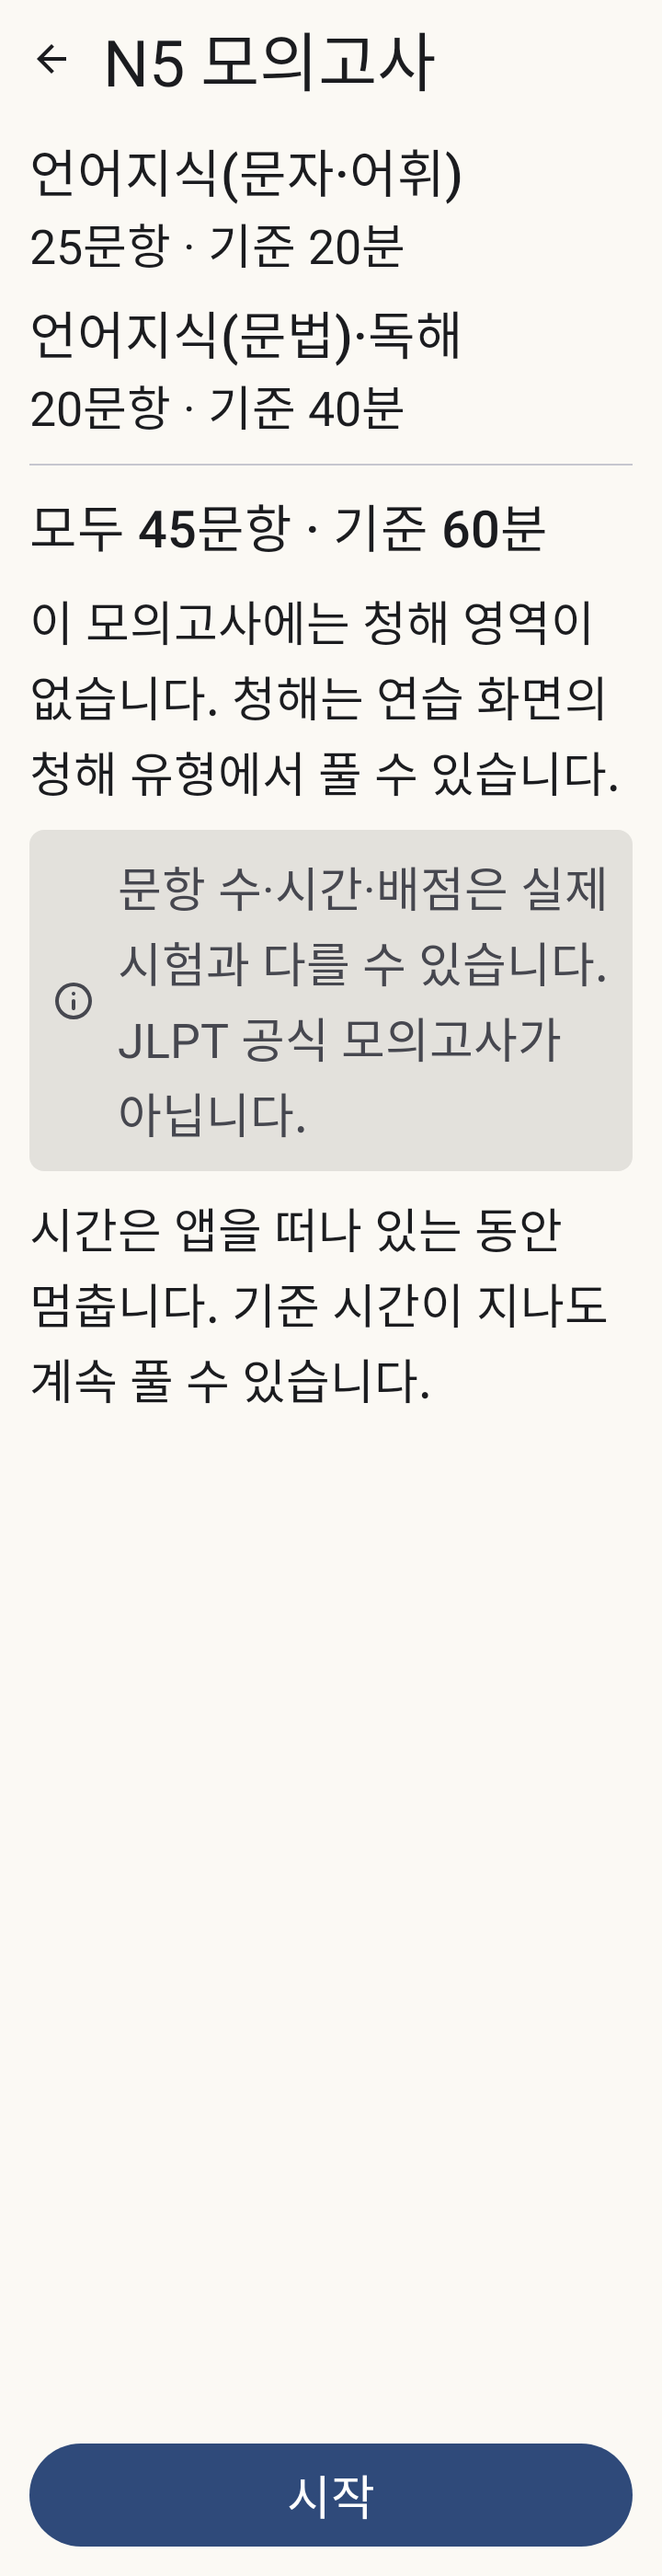 N5 모의고사
언어지식(문자·어휘)
25문항 · 기준 20분
언어지식(문법)·독해
20문항 · 기준 40분
모두 45문항 · 기준 60분
이 모의고사에는 청해 영역이
없습니다. 청해는 연습 화면의
청해 유형에서 풀 수 있습니다.
문항 수·시간·배점은 실제
시험과 다를 수 있습니다.
JLPT 공식 모의고사가
아닙니다.
시간은 앱을 떠나 있는 동안
멈춥니다. 기준 시간이 지나도
계속 풀 수 있습니다.
시작